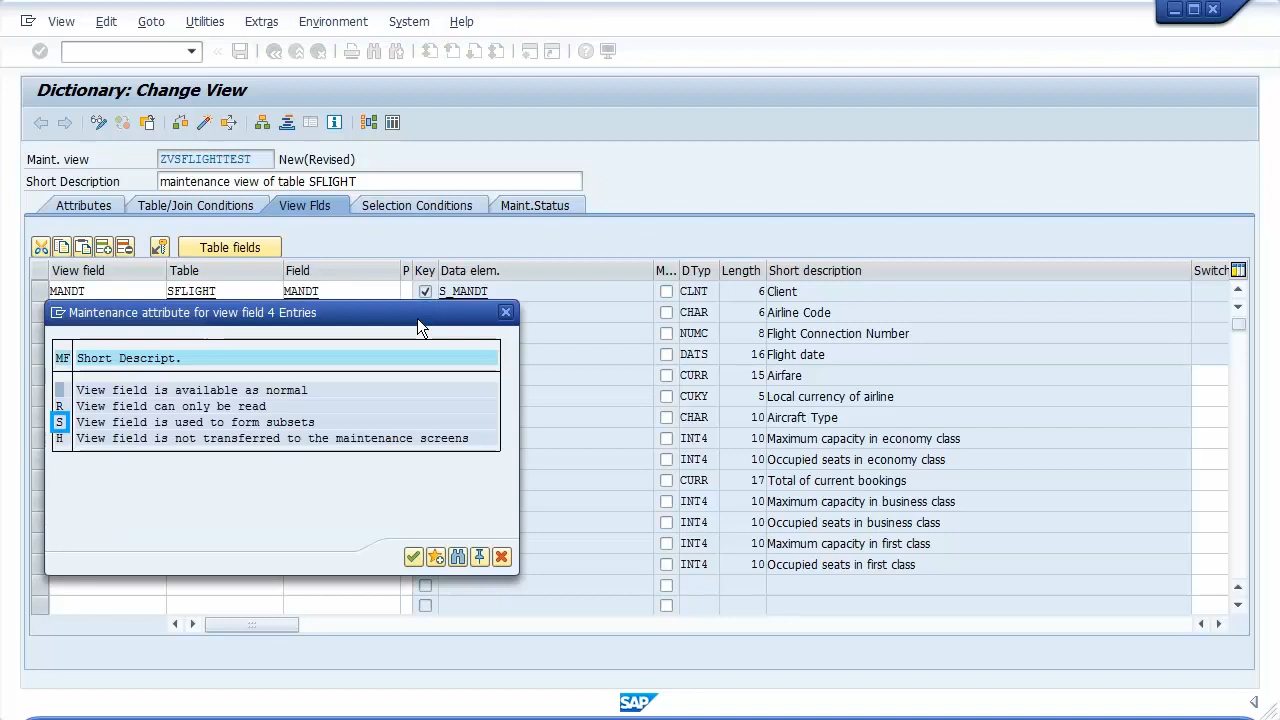 View Edit Goto Utilities Extras Environment System Help
Dictionary: Change View
Maint. view ZVSFLIGHTTEST New(Revised)
Short Description maintenance view of table SFLIGHT
Attributes Table/Join Conditions View Flds Selection Conditions Maint.Status
Table fields
View field Table Field P Key Data elem. M... DTyp Length Short description Switch
MANDT SFLIGHT MANDT S_MANDT CLNT 6 Client
Maintenance attribute for view field 4 Entries
CHAR 6 Airline Code
NUMC 8 Flight Connection Number
MF Short Descript.
DATS 16 Flight date
CURR 15 Airfare
View field is available as normal
CUKY 5 Local currency of airline
R View field can only be read
CHAR 10 Aircraft Type
S View field is used to form subsets
H View field is not transferred to the maintenance screens
INT4 10 Maximum capacity in economy class
INT4 10 Occupied seats in economy class
CURR 17 Total of current bookings
INT4 10 Maximum capacity in business class
INT4 10 Occupied seats in business class
INT4 10 Maximum capacity in first class
INT4 10 Occupied seats in first class
SAP